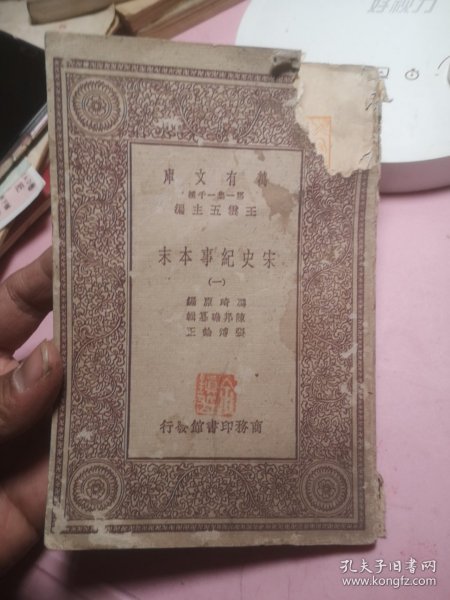 萬有文庫
第一集一千種
王雲五主編
宋史紀事本末
(一)
馮琦原編
陳邦瞻纂輯
張溥論正
商務印書館發行
孔夫子旧书网
www.kongfz.com